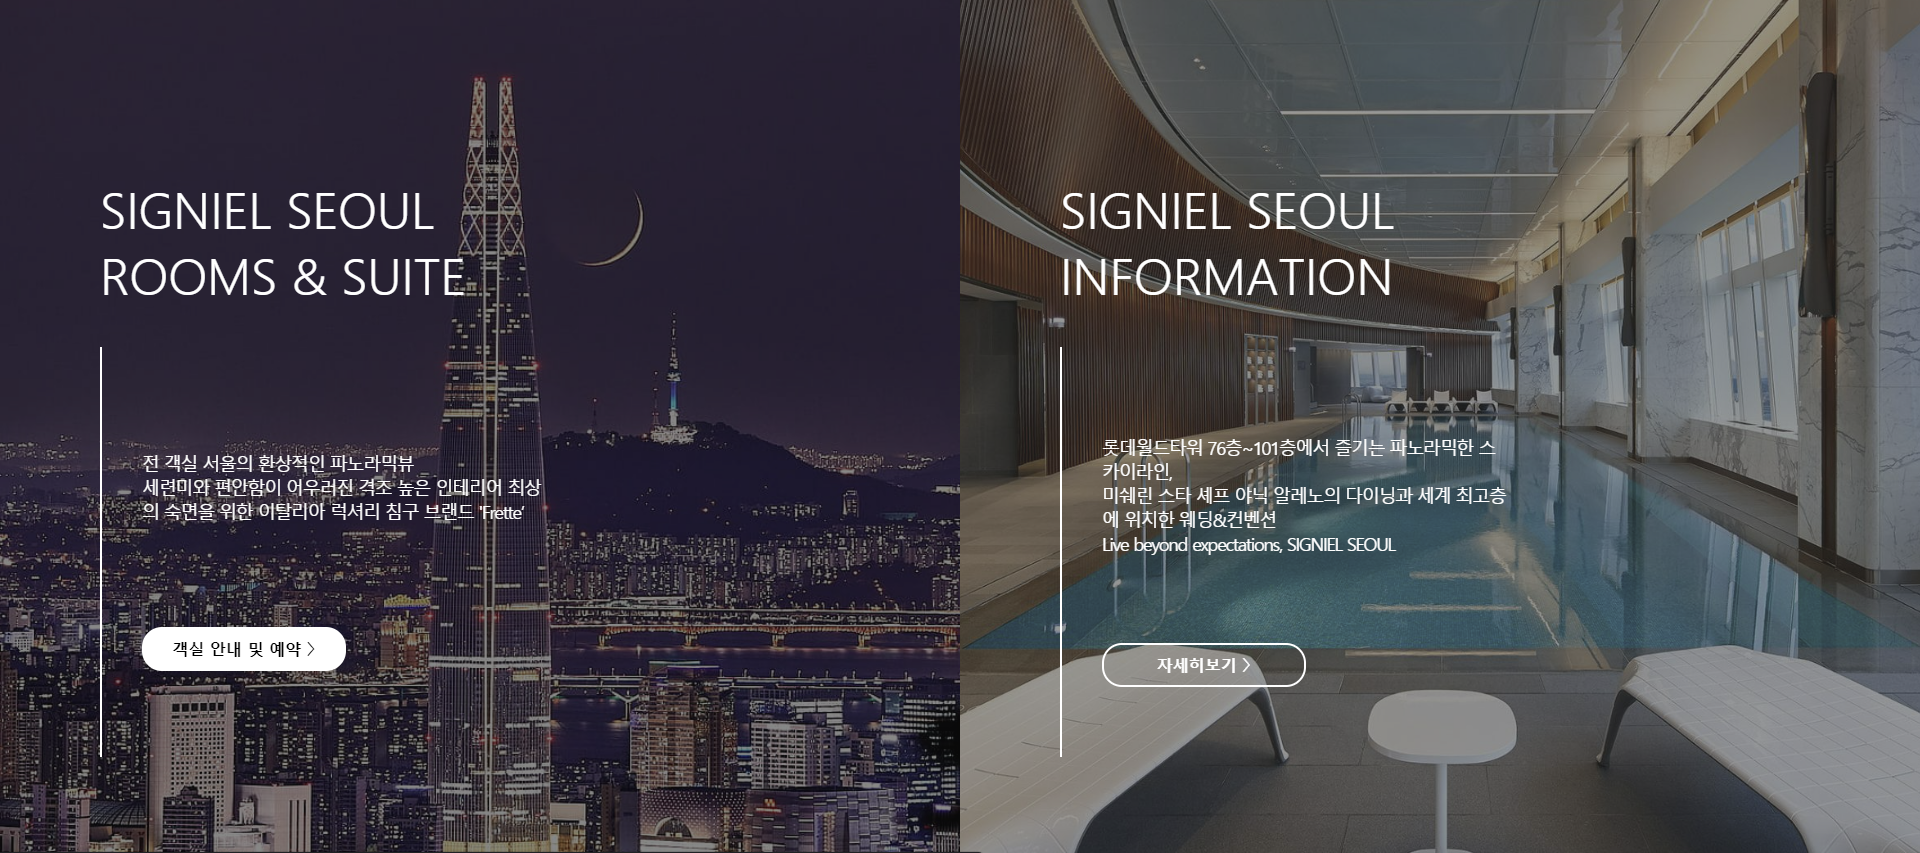 SIGNIEL SEOUL
ROOMS & SUITE
전 객실 서울의 환상적인 파노라믹뷰
세련미와 편안함이 어우러진 격조 높은 인테리어 최상
의 숙면을 위한 이탈리아 럭셔리 침구 브랜드 'Frette'
객실 안내 및 예약 〉
SIGNIEL SEOUL
INFORMATION
롯데월드타워 76층~101층에서 즐기는 파노라믹한 스
카이라인,
미쉐린 스타 셰프 야닉 알레노의 다이닝과 세계 최고층
에 위치한 웨딩&컨벤션
Live beyond expectations, SIGNIEL SEOUL
자세히보기 〉